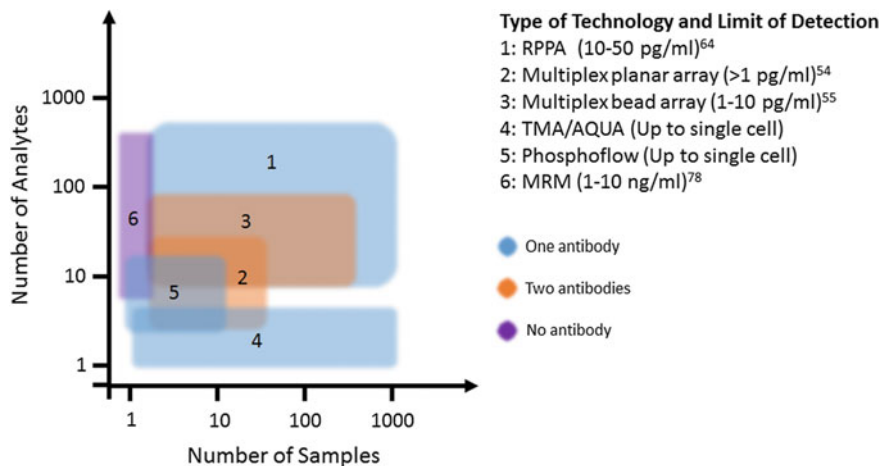 Type of Technology and Limit of Detection
1: RPPA (10-50 pg/ml)64
2: Multiplex planar array (>1 pg/ml)54
3: Multiplex bead array (1-10 pg/ml)55
4: TMA/AQUA (Up to single cell)
5: Phosphoflow (Up to single cell)
6: MRM (1-10 ng/ml)78
One antibody
Two antibodies
No antibody
Number of Analytes
1000
100
10
1
1
6
3
2
5
4
1 10 100 1000
Number of Samples